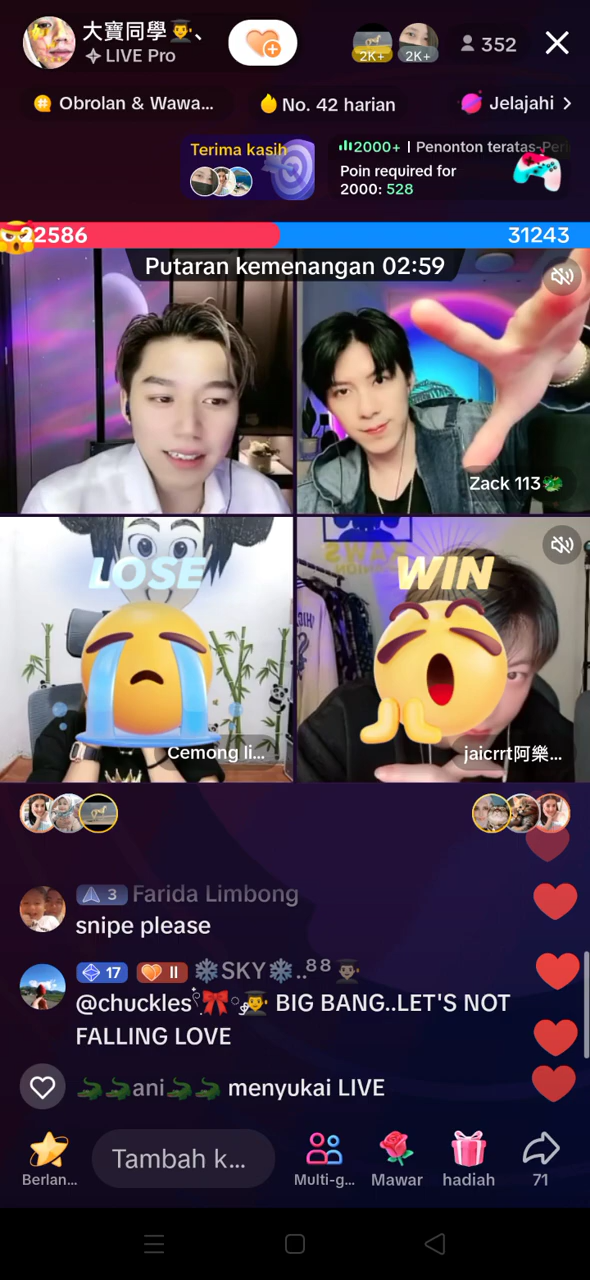 大寶同學👨‍🎓、
LIVE Pro
2K+
2K+
352
Obrolan & Wawa...
No. 42 harian
Jelajahi
Terima kasih
2000+ | Penonton teratas-Peri
Poin required for
2000: 528
22586
31243
Putaran kemenangan 02:59
Zack 113🐲
LOSE
WIN
Cemong li...
jaicrrt阿樂...
3 Farida Limbong
snipe please
17 II ❄️SKY❄️..⁸⁸👨🏽‍🎓
@chuckles🎀👨‍🎓 BIG BANG..LET'S NOT
FALLING LOVE
🐊🐊ani🐊🐊 menyukai LIVE
Berlan...
Tambah k...
Multi-g...
Mawar
hadiah
71